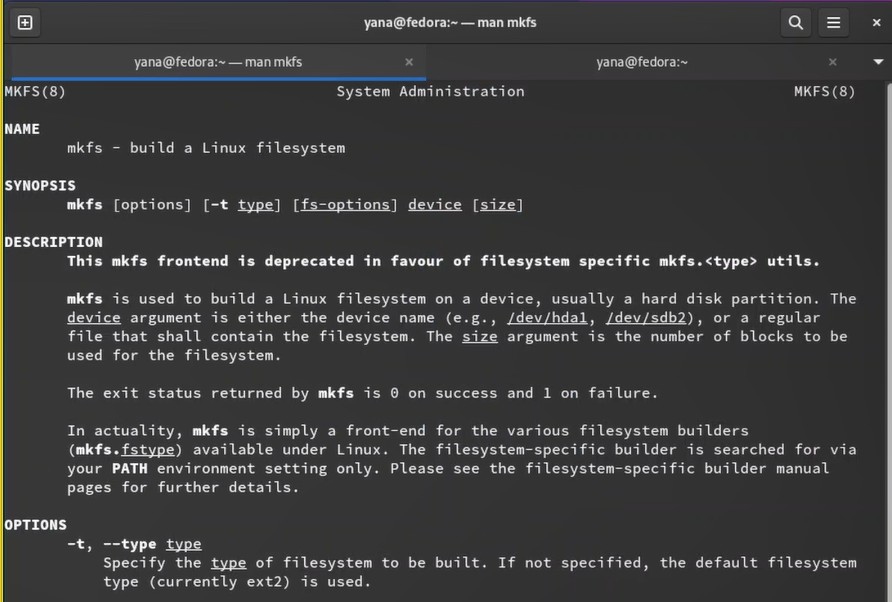 yana@fedora:~ — man mkfs
yana@fedora:~ — man mkfs
yana@fedora:~
MKFS(8) System Administration MKFS(8)
NAME
mkfs - build a Linux filesystem
SYNOPSIS
mkfs [options] [-t type] [fs-options] device [size]
DESCRIPTION
This mkfs frontend is deprecated in favour of filesystem specific mkfs.<type> utils.
mkfs is used to build a Linux filesystem on a device, usually a hard disk partition. The
device argument is either the device name (e.g., /dev/hda1, /dev/sdb2), or a regular
file that shall contain the filesystem. The size argument is the number of blocks to be
used for the filesystem.
The exit status returned by mkfs is 0 on success and 1 on failure.
In actuality, mkfs is simply a front-end for the various filesystem builders
(mkfs.fstype) available under Linux. The filesystem-specific builder is searched for via
your PATH environment setting only. Please see the filesystem-specific builder manual
pages for further details.
OPTIONS
-t, --type type
Specify the type of filesystem to be built. If not specified, the default filesystem
type (currently ext2) is used.